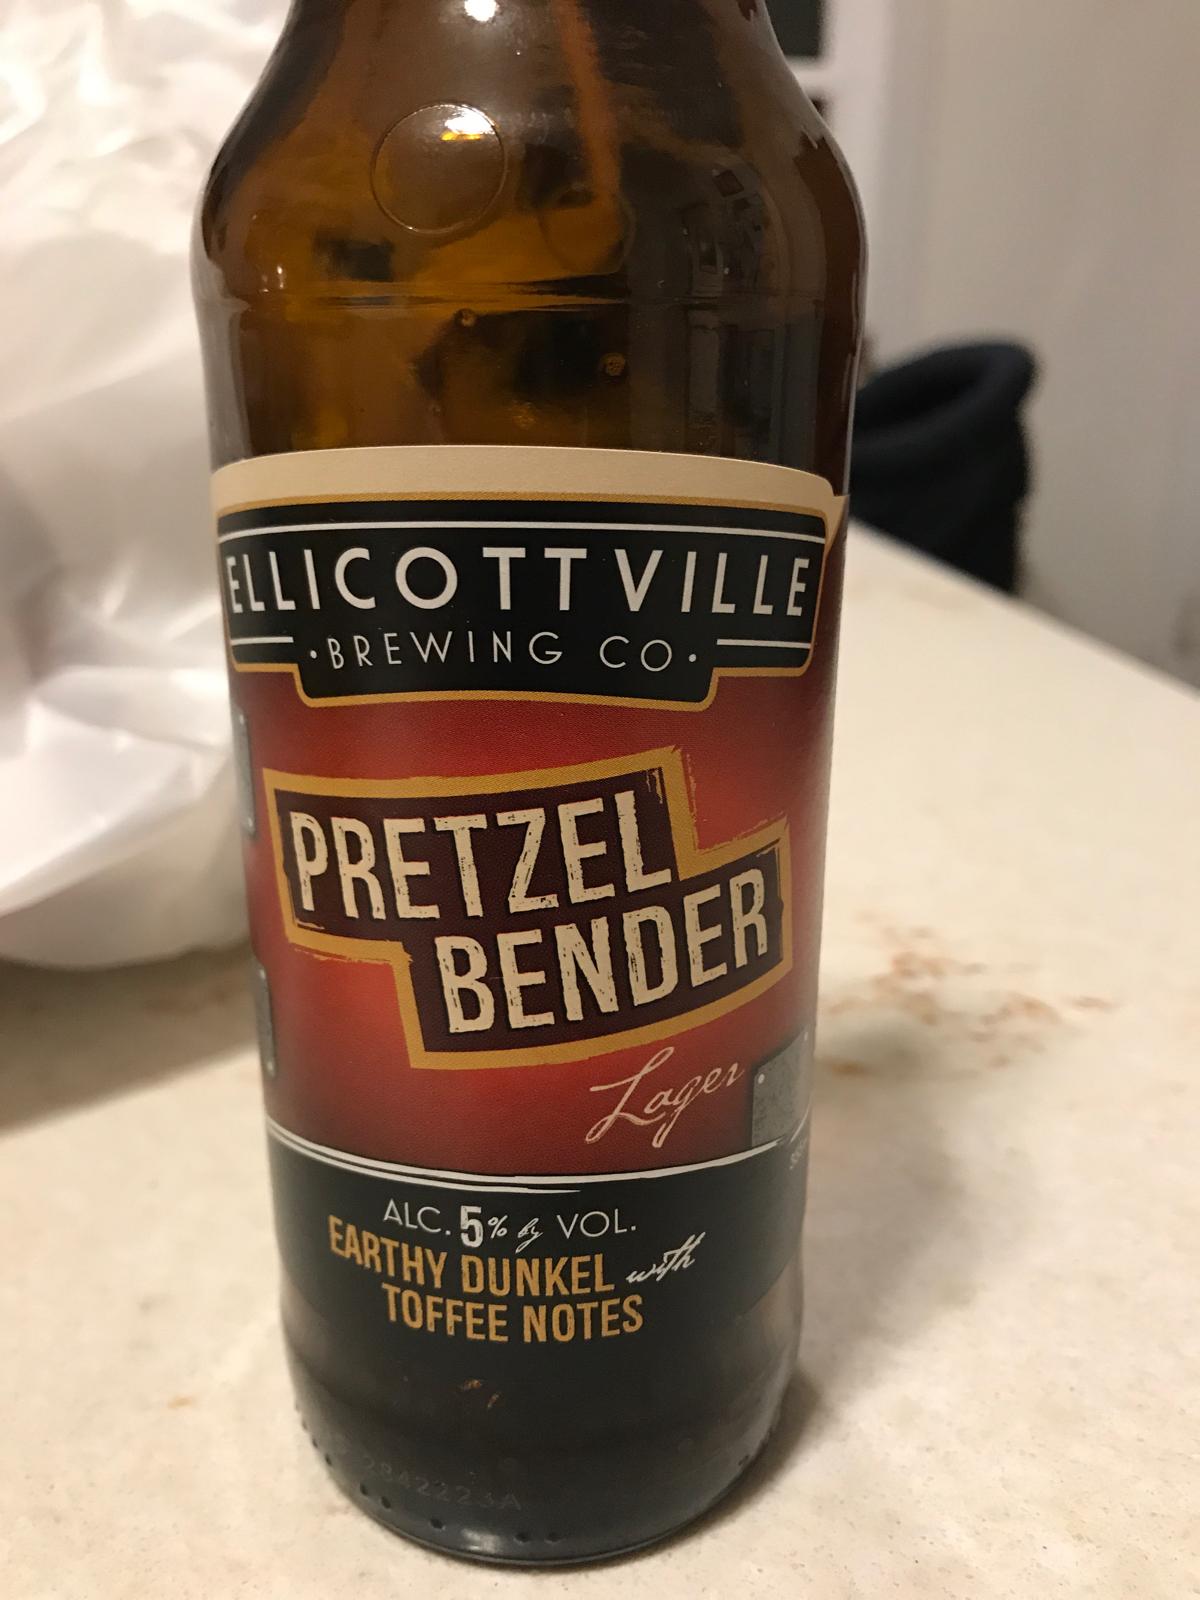 ELLICOTTVILLE
·BREWING CO·
PRETZEL
BENDER
Lager
ALC. 5% by VOL.
EARTHY DUNKEL with
TOFFEE NOTES